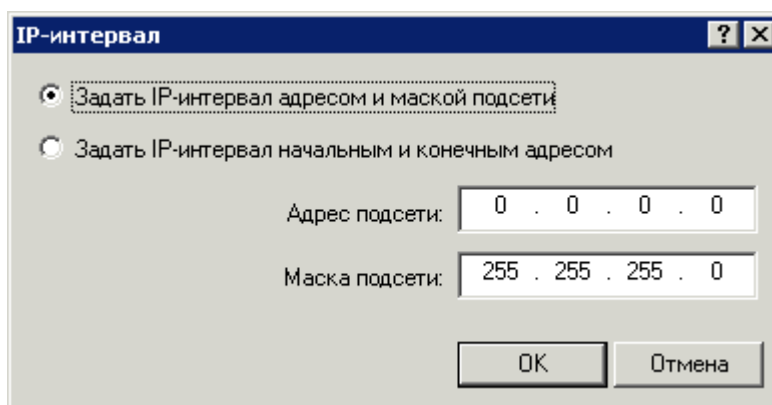 IP-интервал
Задать IP-интервал адресом и маской подсети
Задать IP-интервал начальным и конечным адресом
Адрес подсети: 0 . 0 . 0 . 0
Маска подсети: 255 . 255 . 255 . 0
OK Отмена